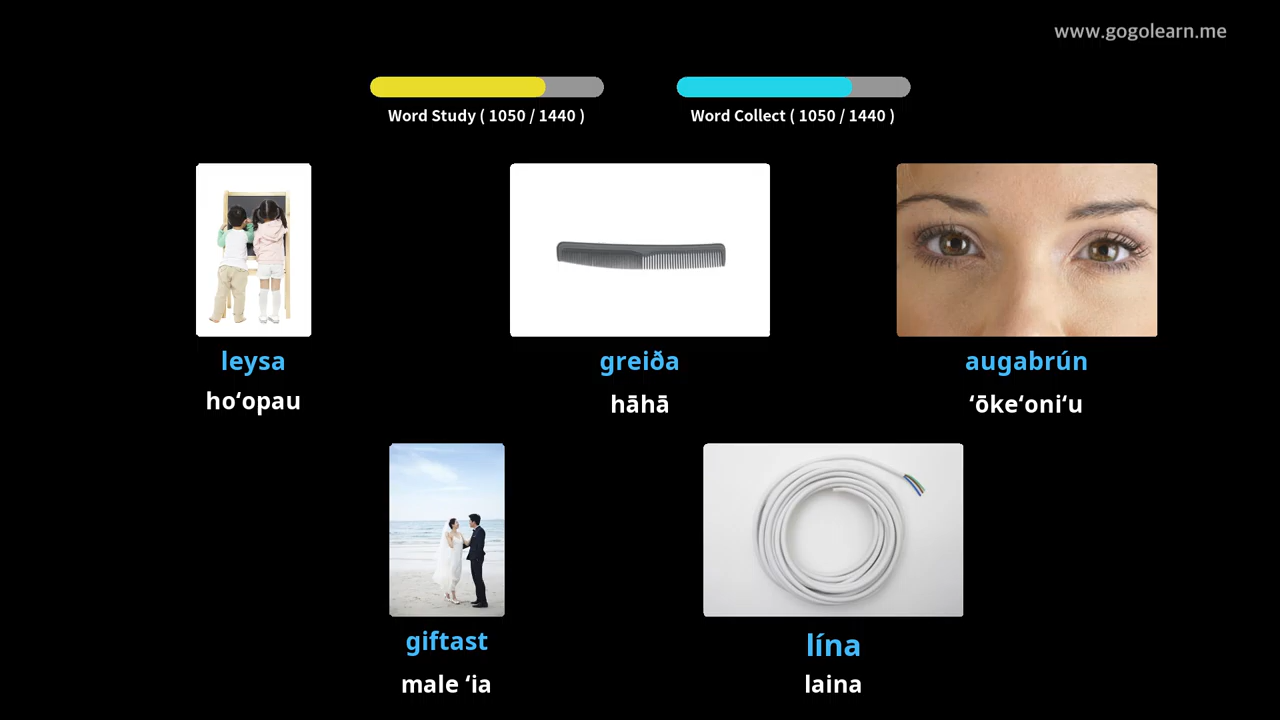 www.gogolearn.me
Word Study ( 1050 / 1440 )
Word Collect ( 1050 / 1440 )
leysa
hoʻopau
greiða
hāhā
augabrún
ʻōkeʻoniʻu
giftast
male ʻia
lína
laina